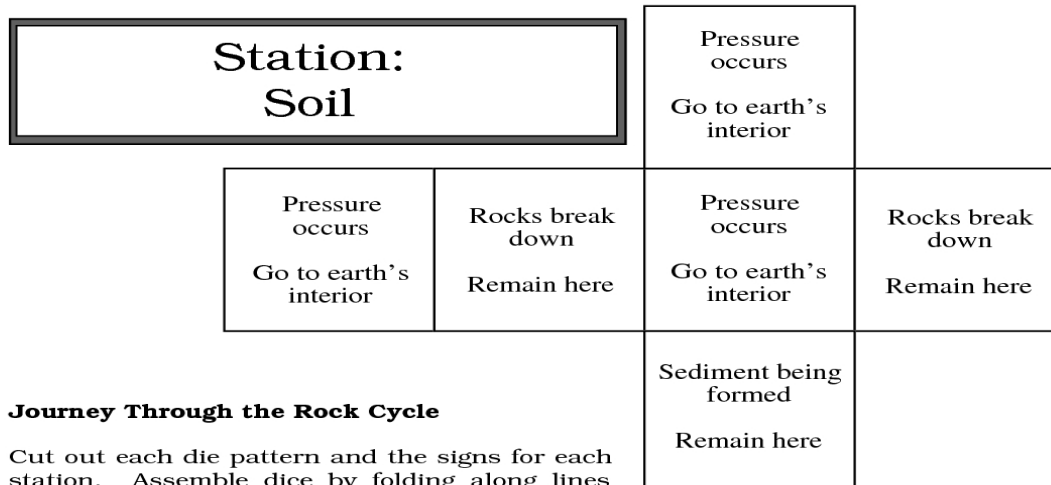 Station:
Soil
Pressure
occurs
Go to earth's
interior
Pressure
occurs
Go to earth's
interior
Rocks break
down
Remain here
Pressure
occurs
Go to earth's
interior
Rocks break
down
Remain here
Sediment being
formed
Remain here
Journey Through the Rock Cycle
Cut out each die pattern and the signs for each
station. Assemble dice by folding along lines